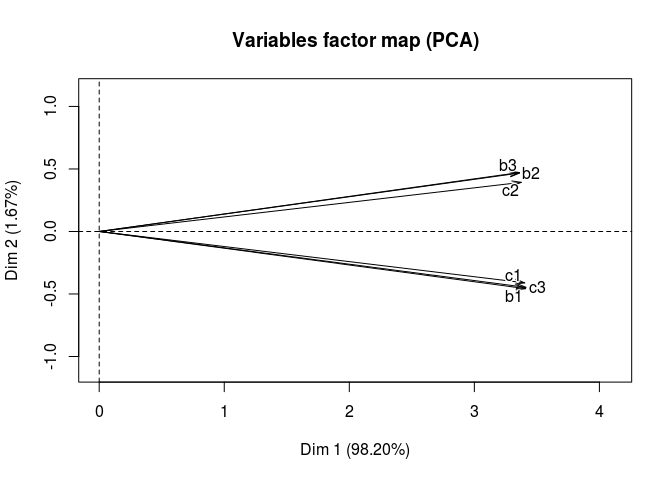 Variables factor map (PCA)
1.0
0.5
0.0
-0.5
-1.0
Dim 2 (1.67%)
b3
b2
c2
c1
c3
b1
0 1 2 3 4
Dim 1 (98.20%)